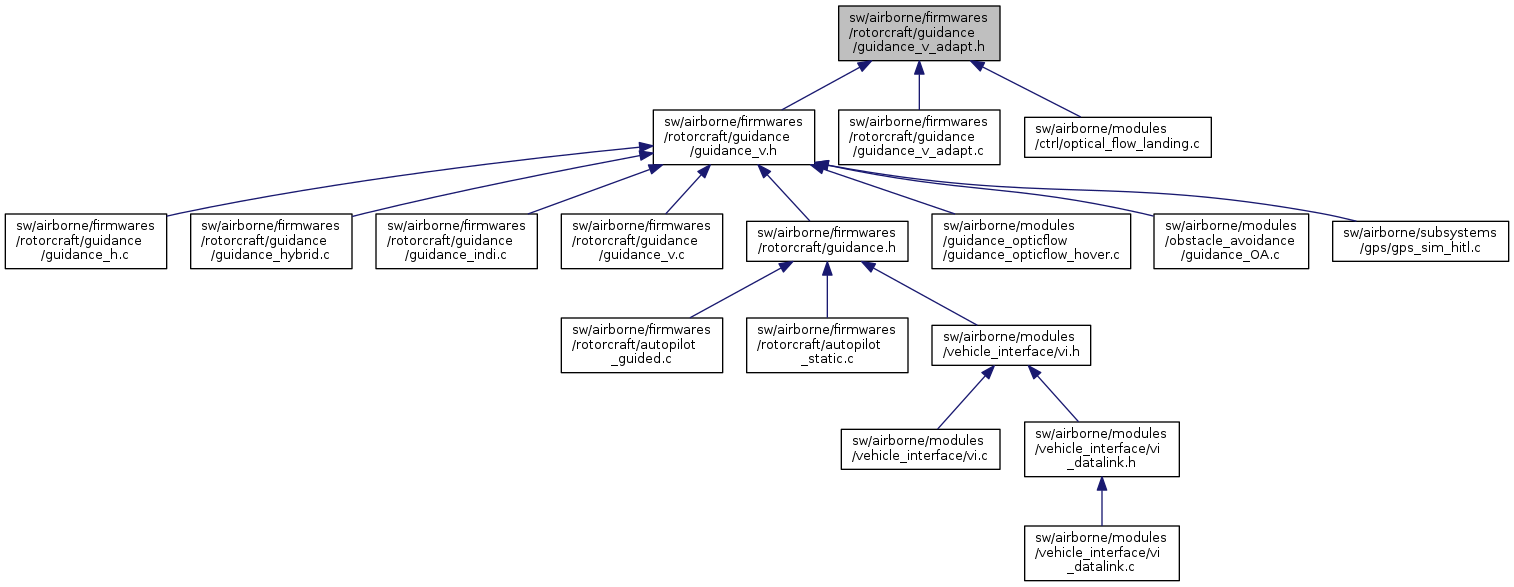 sw/airborne/firmwares
/rotorcraft/guidance
/guidance_v_adapt.h
sw/airborne/firmwares
/rotorcraft/guidance
/guidance_v.h
sw/airborne/firmwares
/rotorcraft/guidance
/guidance_v_adapt.c
sw/airborne/modules
/ctrl/optical_flow_landing.c
sw/airborne/firmwares
/rotorcraft/guidance
/guidance_h.c
sw/airborne/firmwares
/rotorcraft/guidance
/guidance_hybrid.c
sw/airborne/firmwares
/rotorcraft/guidance
/guidance_indi.c
sw/airborne/firmwares
/rotorcraft/guidance
/guidance_v.c
sw/airborne/firmwares
/rotorcraft/guidance.h
sw/airborne/modules
/guidance_opticflow
/guidance_opticflow_hover.c
sw/airborne/modules
/obstacle_avoidance
/guidance_OA.c
sw/airborne/subsystems
/gps/gps_sim_hitl.c
sw/airborne/firmwares
/rotorcraft/autopilot
_guided.c
sw/airborne/firmwares
/rotorcraft/autopilot
_static.c
sw/airborne/modules
/vehicle_interface/vi.h
sw/airborne/modules
/vehicle_interface/vi.c
sw/airborne/modules
/vehicle_interface/vi
_datalink.h
sw/airborne/modules
/vehicle_interface/vi
_datalink.c